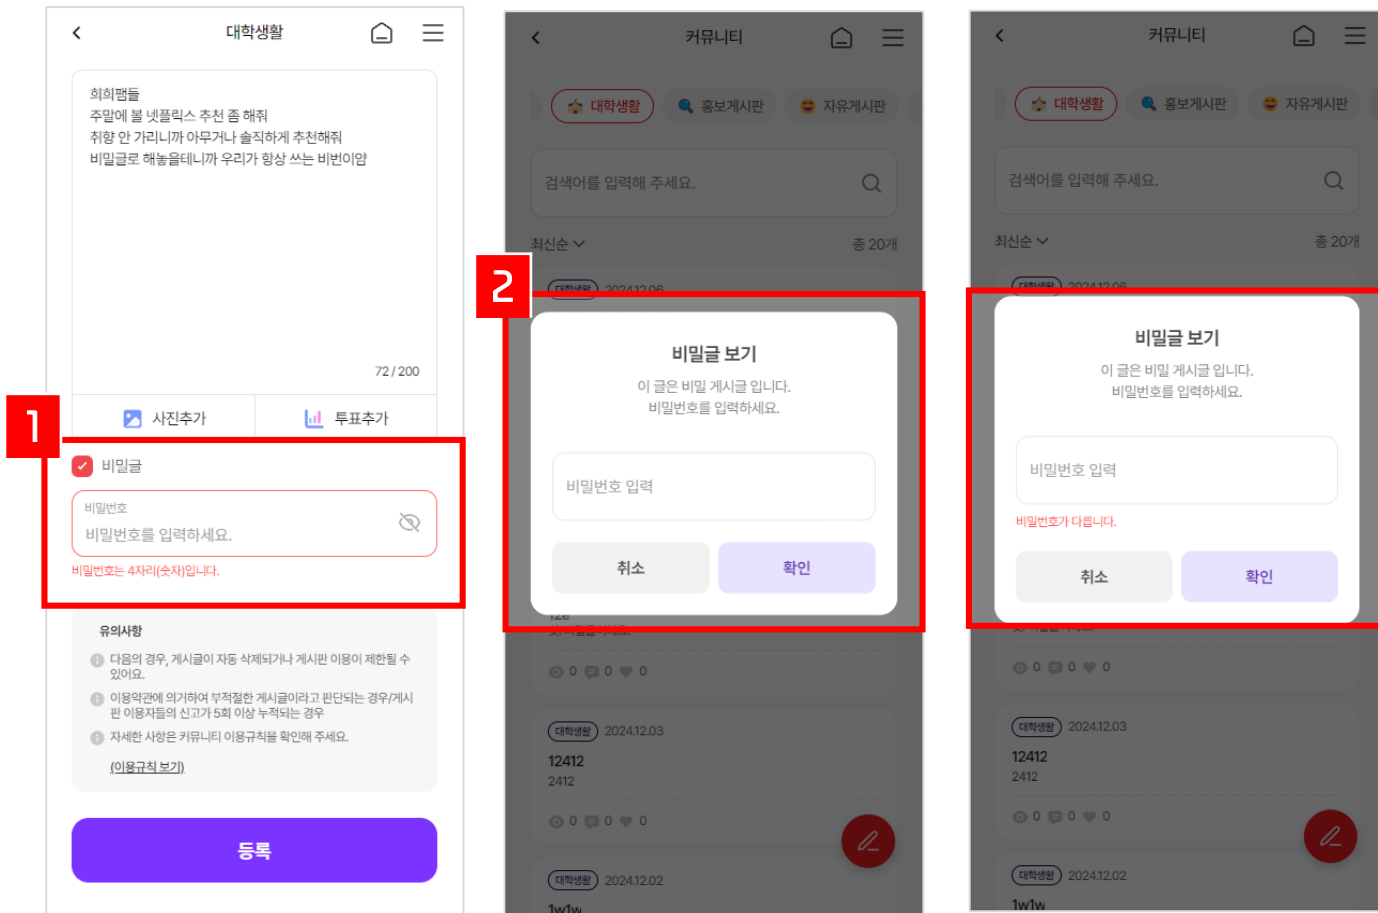 대학생활
희희팸들
주말에 볼 넷플릭스 추천 좀 해줘
취향 안 가리니까 아무거나 솔직하게 추천해줘
비밀글로 해놓을테니까 우리가 항상 쓰는 비번이얌
72 / 200
사진추가
투표추가
1
비밀글
비밀번호
비밀번호를 입력하세요.
비밀번호는 4자리(숫자)입니다.
유의사항
다음의 경우, 게시글이 자동 삭제되거나 게시판 이용이 제한될 수
있어요.
이용약관에 의거하여 부적절한 게시글이라고 판단되는 경우/게시
판 이용자들의 신고가 5회 이상 누적되는 경우
자세한 사항은 커뮤니티 이용규칙을 확인해 주세요.
(이용규칙 보기)
등록
커뮤니티
대학생활
홍보게시판
자유게시판
검색어를 입력해 주세요.
최신순
총 20개
2
대학생활 2024.12.06
비밀글 보기
이 글은 비밀 게시글 입니다.
비밀번호를 입력하세요.
비밀번호 입력
취소
확인
0 0 0
대학생활 2024.12.03
12412
2412
0 0 0
대학생활 2024.12.02
1w1w
커뮤니티
대학생활
홍보게시판
자유게시판
검색어를 입력해 주세요.
최신순
총 20개
대학생활 2024.12.06
비밀글 보기
이 글은 비밀 게시글 입니다.
비밀번호를 입력하세요.
비밀번호 입력
비밀번호가 다릅니다.
취소
확인
0 0 0
대학생활 2024.12.03
12412
2412
0 0 0
대학생활 2024.12.02
1w1w